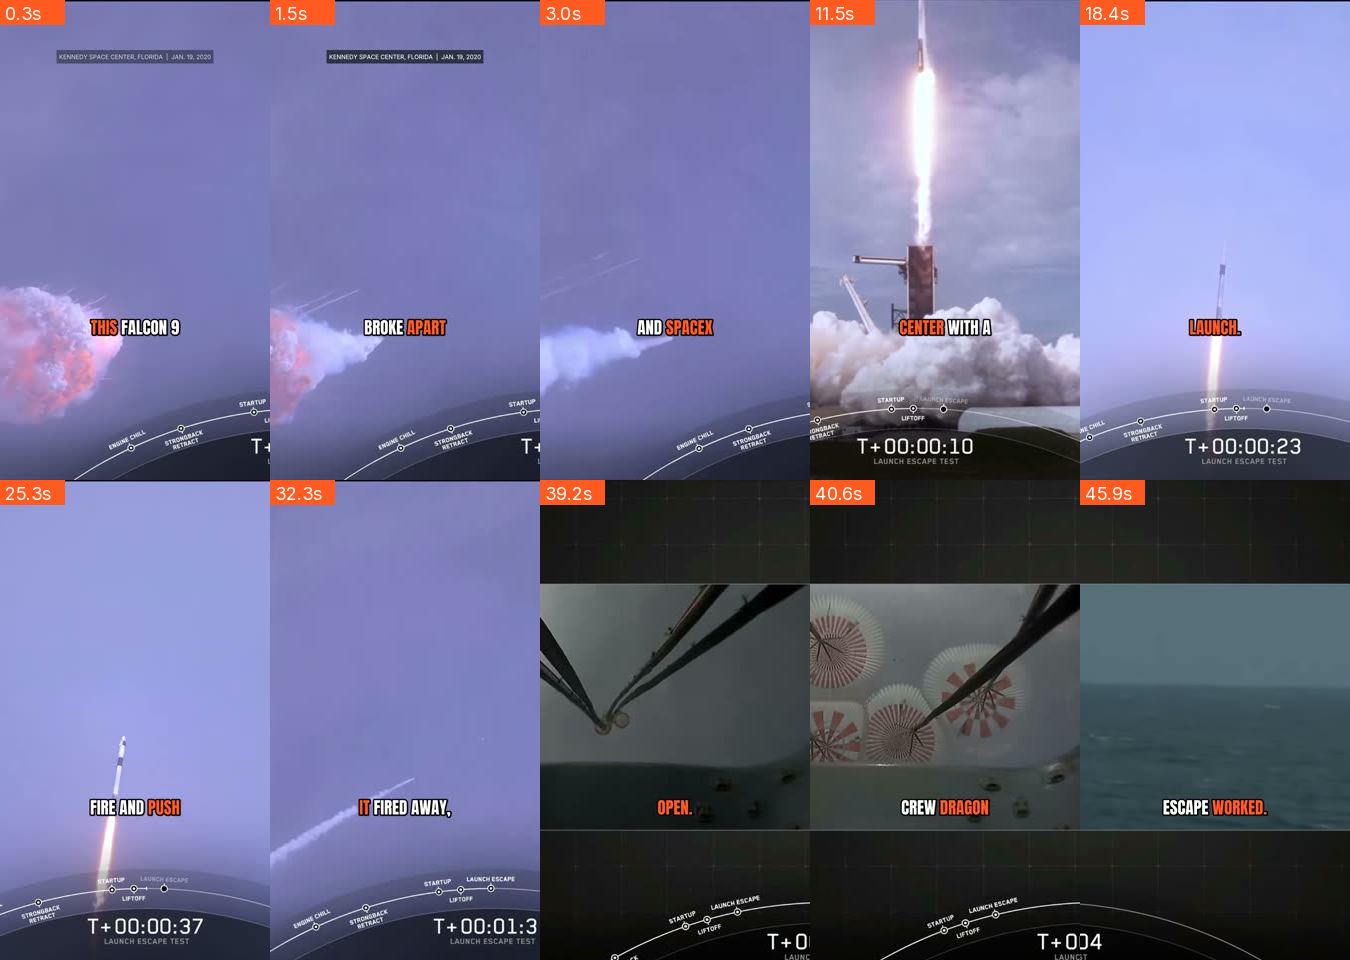 0.3s
KENNEDY SPACE CENTER, FLORIDA | JAN. 19, 2020
THIS FALCON 9
STARTUP
ENGINE CHILL
STRONGBACK
RETRACT
T+
1.5s
KENNEDY SPACE CENTER, FLORIDA | JAN. 19, 2020
BROKE APART
STARTUP
ENGINE CHILL
STRONGBACK
RETRACT
T+
3.0s
AND SPACEX
ENGINE CHILL
STRONGBACK
RETRACT
11.5s
CENTER WITH A
STARTUP
LAUNCH ESCAPE
LIFTOFF
T+00:00:10
LAUNCH ESCAPE TEST
18.4s
LAUNCH.
STARTUP
LAUNCH ESCAPE
LIFTOFF
STRONGBACK
RETRACT
T+00:00:23
LAUNCH ESCAPE TEST
25.3s
FIRE AND PUSH
STARTUP
LAUNCH ESCAPE
LIFTOFF
STRONGBACK
RETRACT
T+00:00:37
LAUNCH ESCAPE TEST
32.3s
IT FIRED AWAY,
STARTUP
LAUNCH ESCAPE
LIFTOFF
ENGINE CHILL
STRONGBACK
RETRACT
T+00:01:3
LAUNCH ESCAPE
39.2s
OPEN.
STARTUP
LAUNCH ESCAPE
LIFTOFF
T+00
40.6s
CREW DRAGON
STARTUP
LAUNCH ESCAPE
LIFTOFF
T+0
45.9s
ESCAPE WORKED.